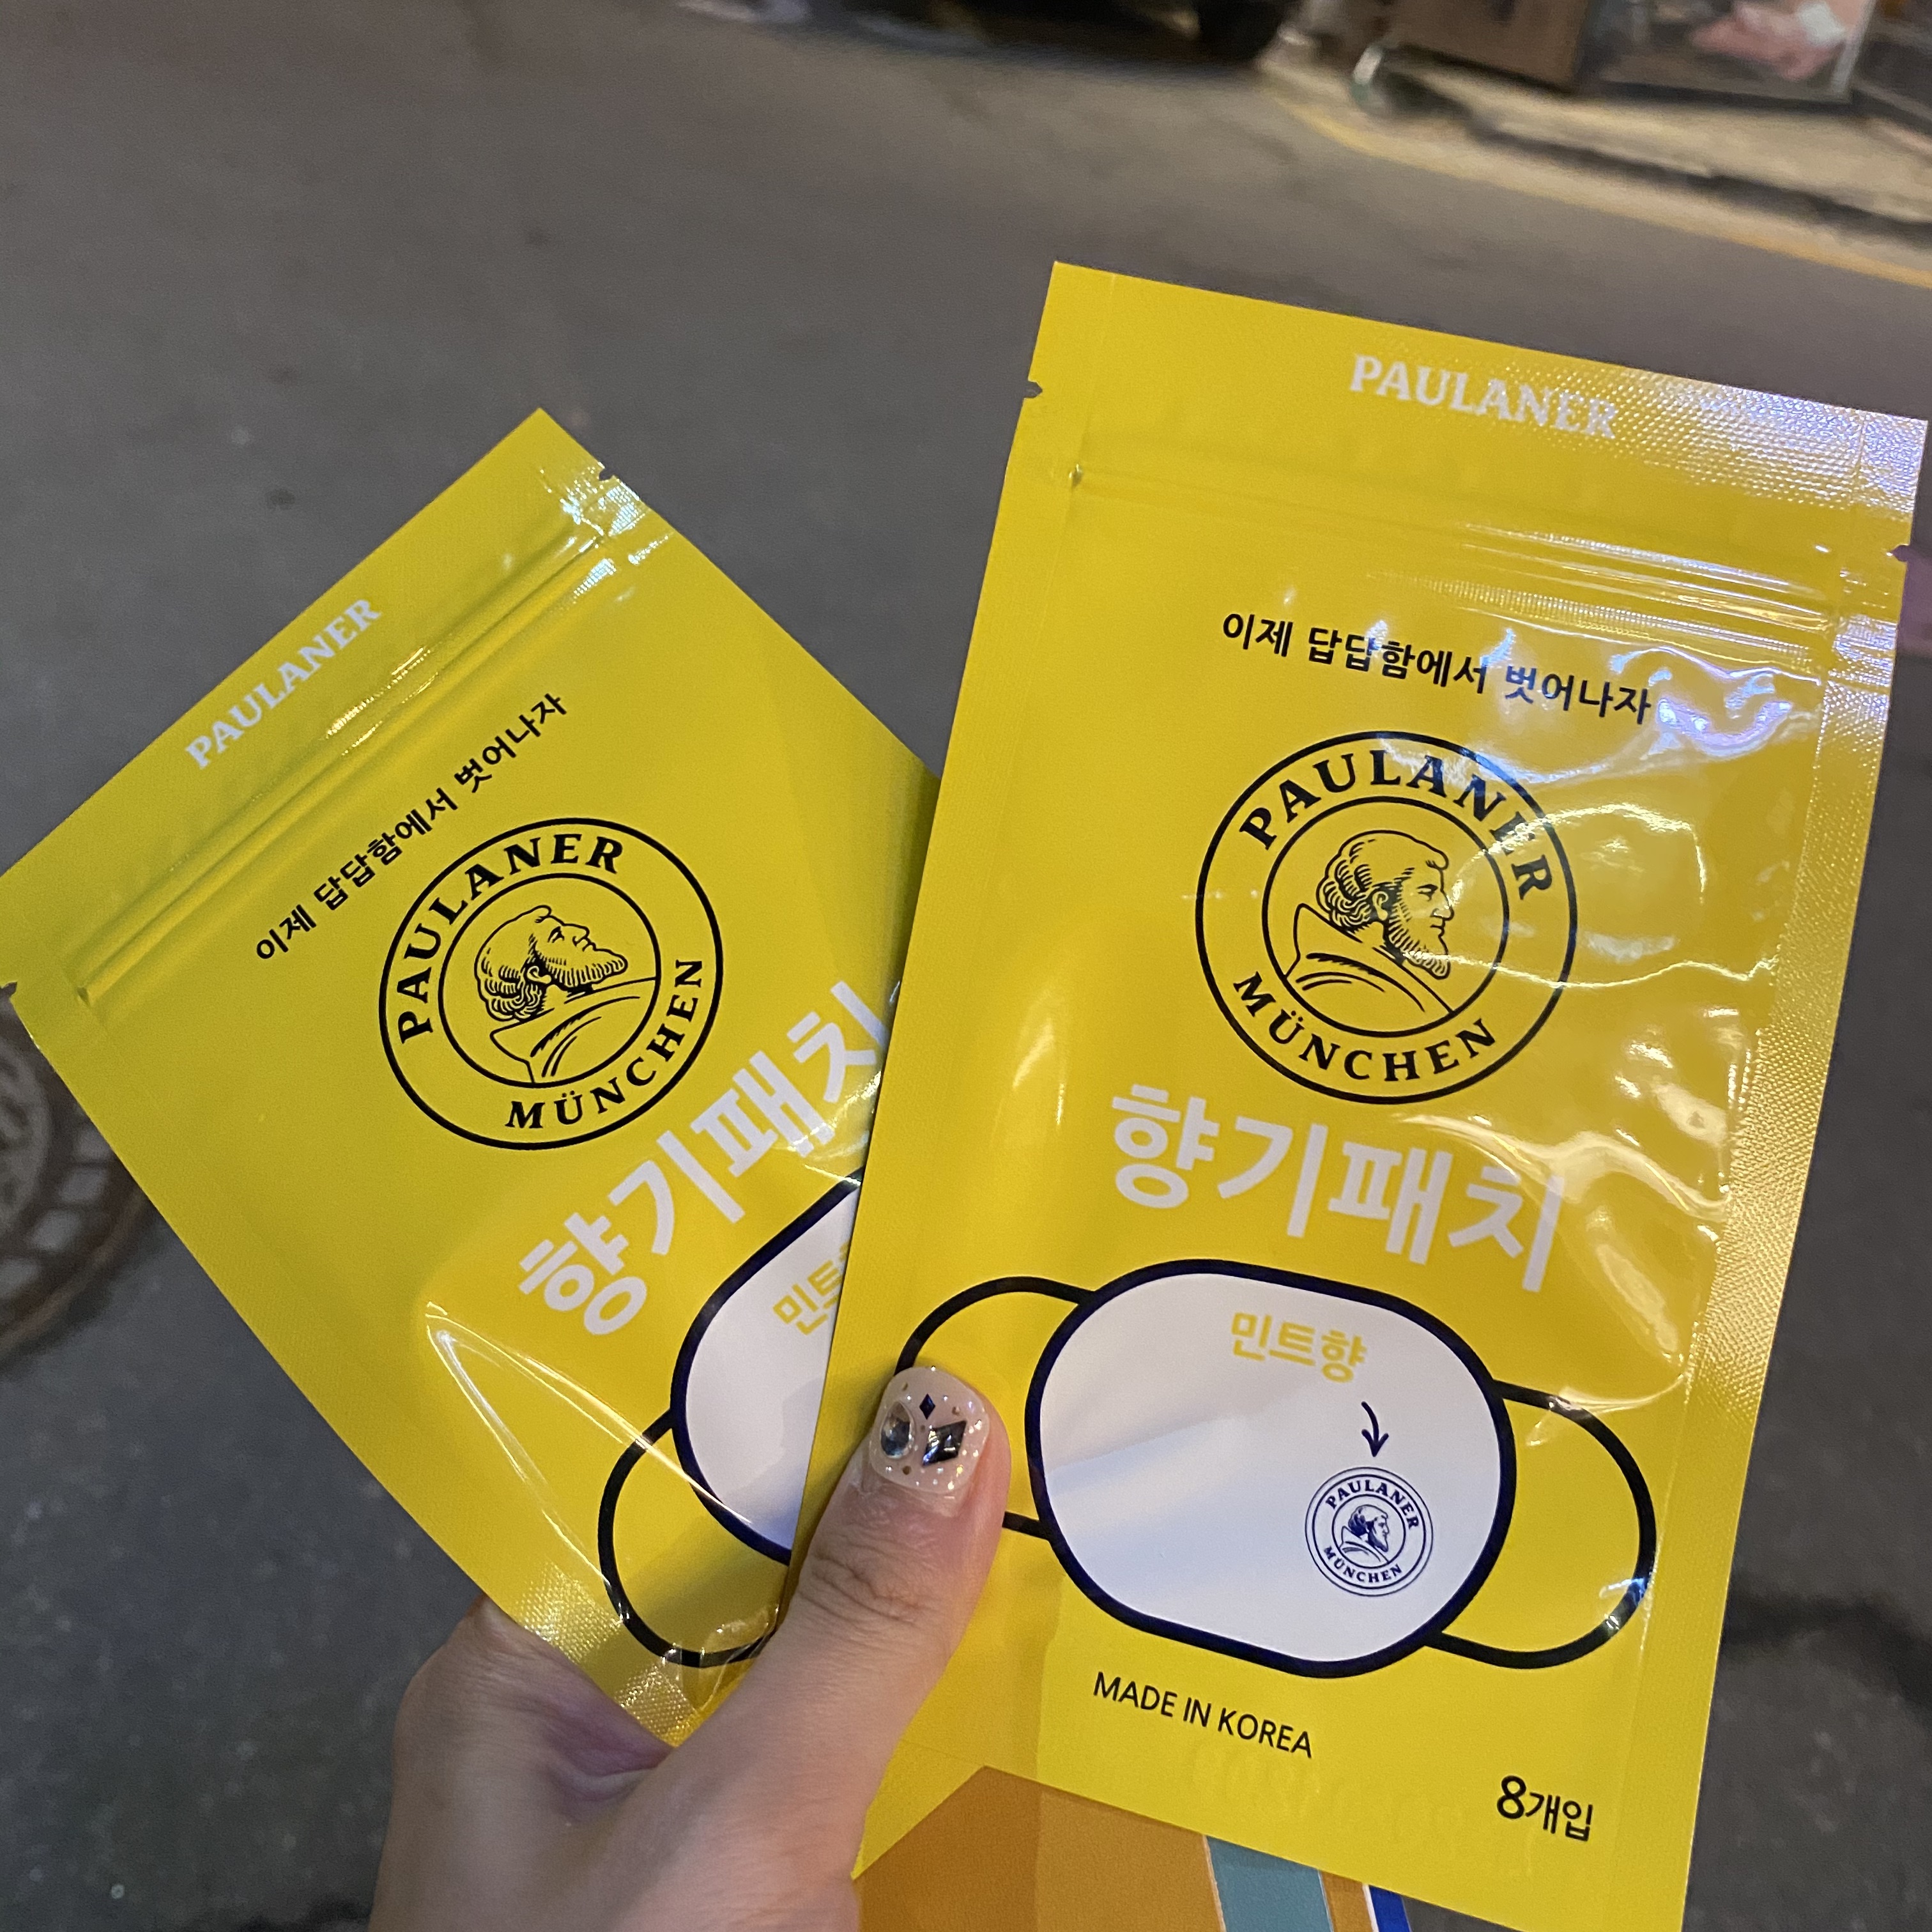 PAULANER
이제 답답함에서 벗어나자
PAULANER
MÜNCHEN
향기패치
민트
PAULANER
이제 답답함에서 벗어나자
PAULANER
MÜNCHEN
향기패치
민트향
PAULANER
MÜNCHEN
MADE IN KOREA
8개입